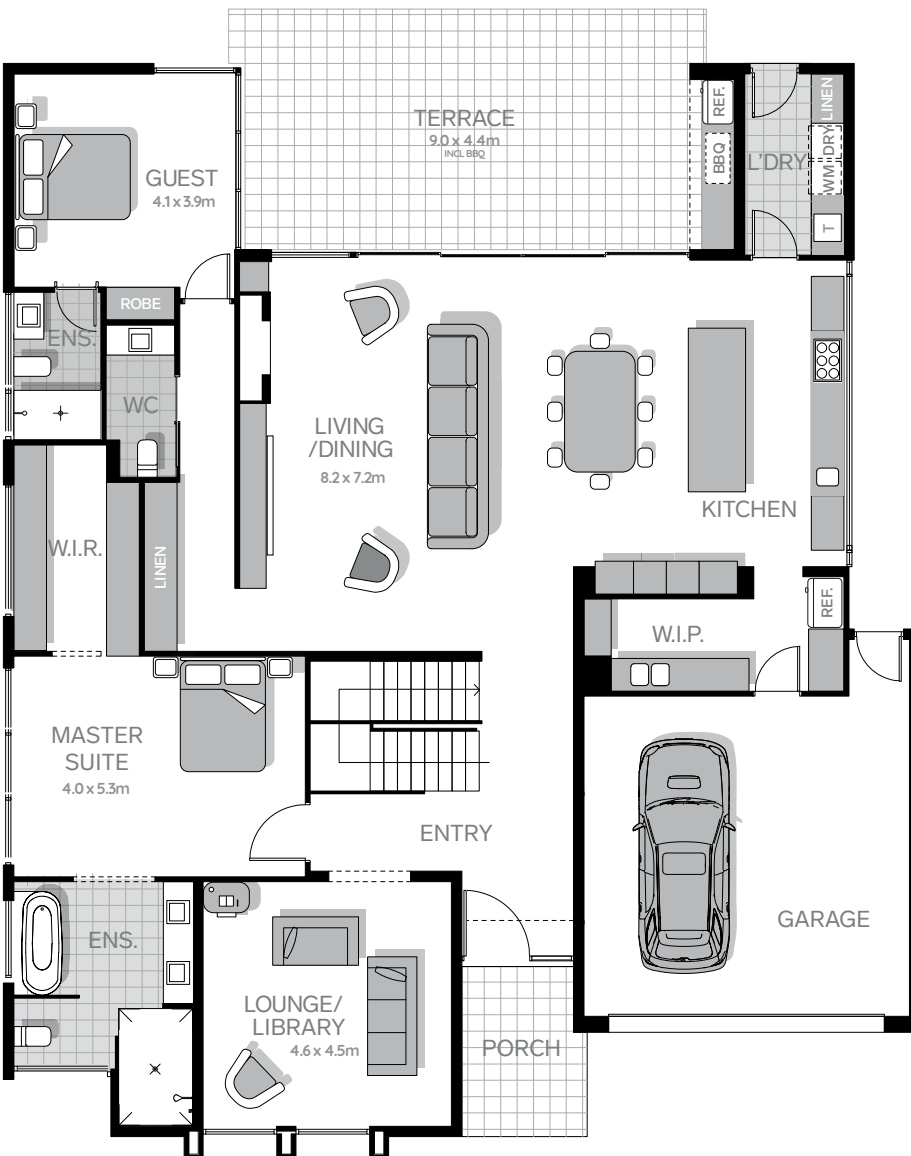 TERRACE
9.0 x 4.4m
INCL BBQ
REF.
BBQ
L'DRY
LINEN
DRY
WM
T
GUEST
4.1 x 3.9m
ROBE
ENS.
WC
LIVING
/DINING
8.2 x 7.2m
KITCHEN
W.I.R.
LINEN
W.I.P.
REF.
MASTER
SUITE
4.0 x 5.3m
ENTRY
GARAGE
ENS.
LOUNGE/
LIBRARY
4.6 x 4.5m
PORCH